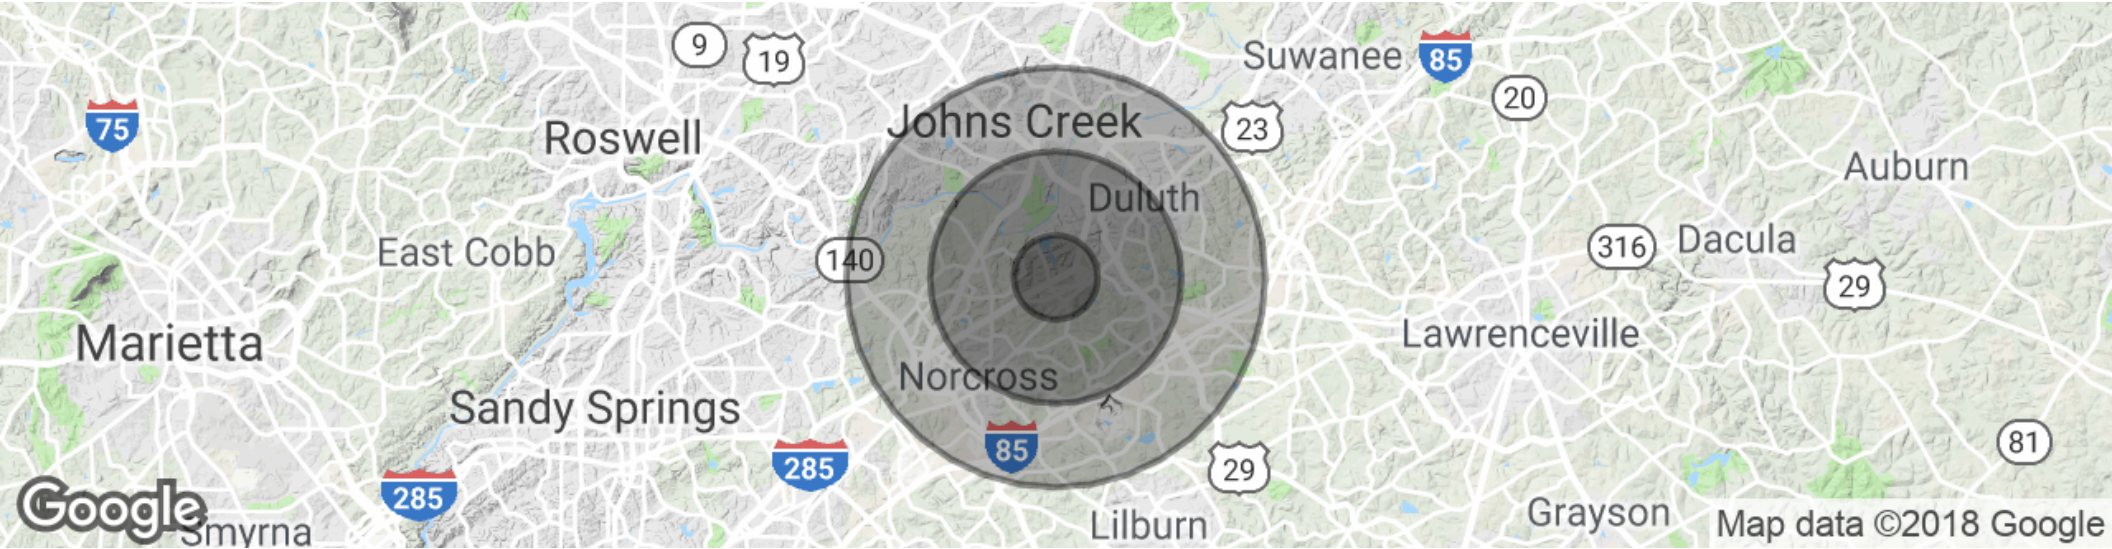 9
19
Suwanee
85
20
75
Roswell
Johns Creek
23
Auburn
Duluth
East Cobb
140
316
Dacula
29
Marietta
Lawrenceville
Norcross
Sandy Springs
85
285
29
81
285
Google
Smyrna
Lilburn
Grayson
Map data ©2018 Google